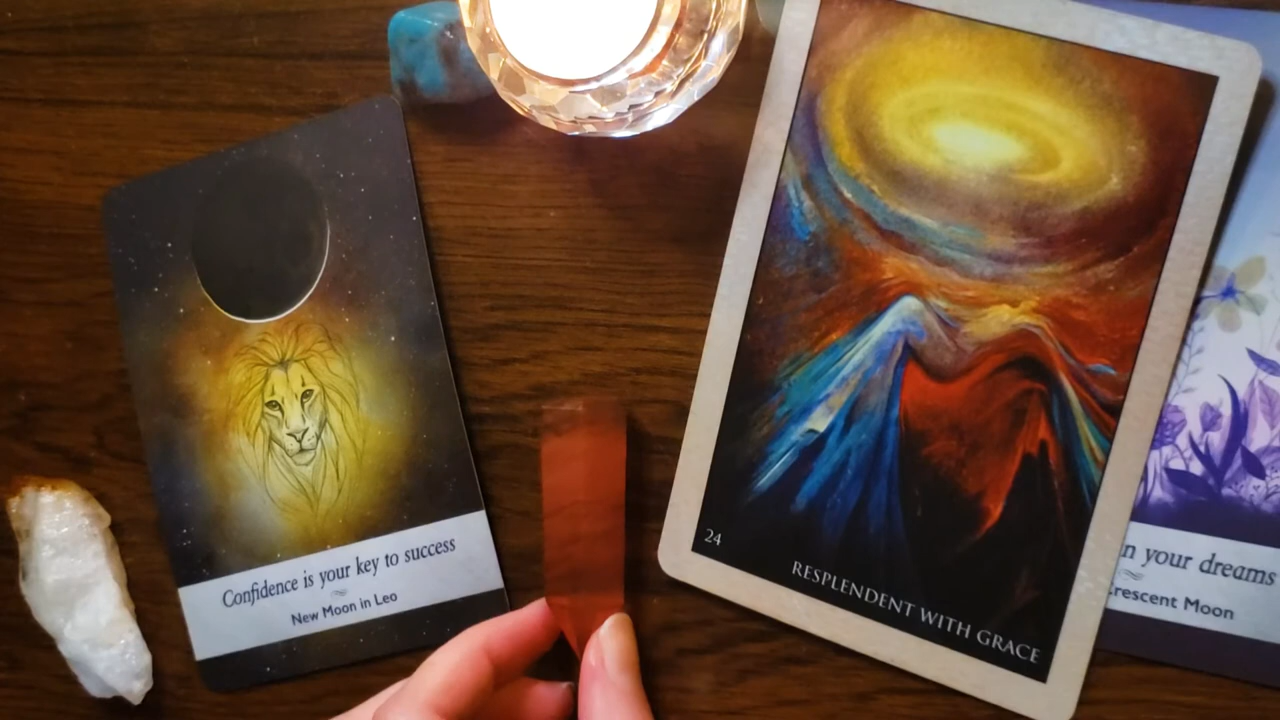 Confidence is your key to success
New Moon in Leo
24
RESPLENDENT WITH GRACE
n your dreams
rescent Moon